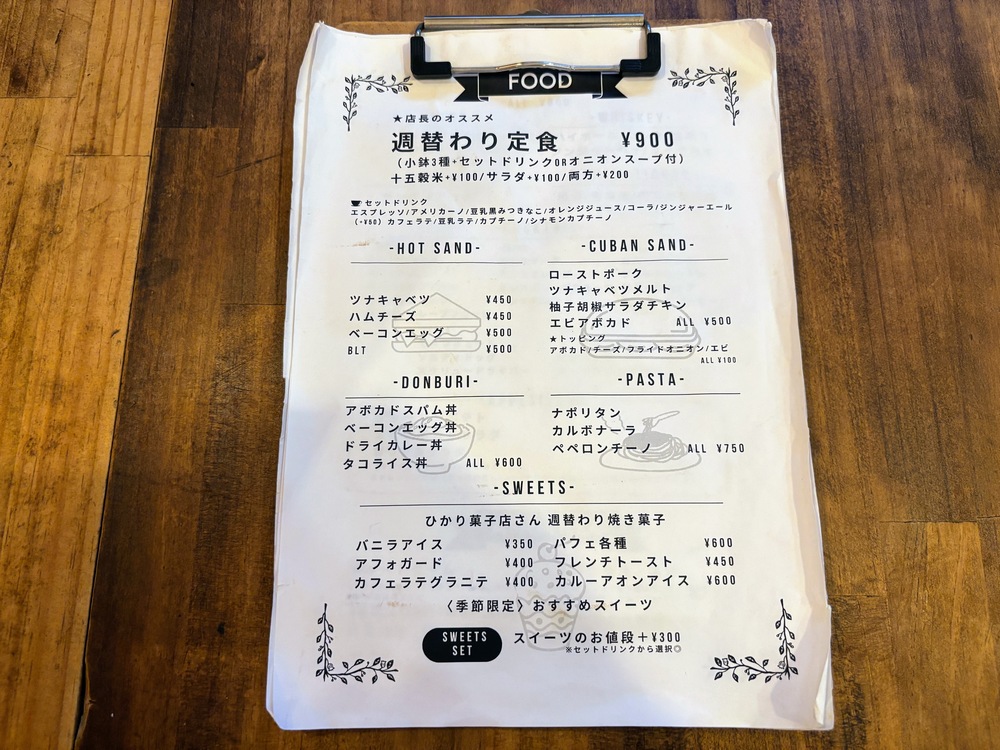 FOOD
★店長のオススメ
週替わり定食 ¥900
(小鉢3種+セットドリンクORオニオンスープ付)
十五穀米+¥100/サラダ+¥100/両方+¥200
セットドリンク
エスプレッソ/アメリカーノ/豆乳黒みつきなこ/オレンジジュース/コーラ/ジンジャーエール
(+¥50) カフェラテ/豆乳ラテ/カプチーノ/シナモンカプチーノ
-HOT SAND-
ツナキャベツ ¥450
ハムチーズ ¥450
ベーコンエッグ ¥500
BLT ¥500
-CUBAN SAND-
ローストポーク
ツナキャベツメルト
柚子胡椒サラダチキン
エビアボカド ALL ¥500
★トッピング
アボカド/チーズ/フライドオニオン/エビ
ALL ¥100
-DONBURI-
アボカドスパム丼
ベーコンエッグ丼
ドライカレー丼
タコライス丼 ALL ¥600
-PASTA-
ナポリタン
カルボナーラ
ペペロンチーノ ALL ¥750
-SWEETS-
ひかり菓子店さん 週替わり焼き菓子
バニラアイス ¥350
アフォガード ¥400
カフェラテグラニテ ¥400
パフェ各種 ¥600
フレンチトースト ¥450
カルーアオンアイス ¥600
〈季節限定〉おすすめスイーツ
SWEETS
SET
スイーツのお値段+¥300
※セットドリンクから選択◎